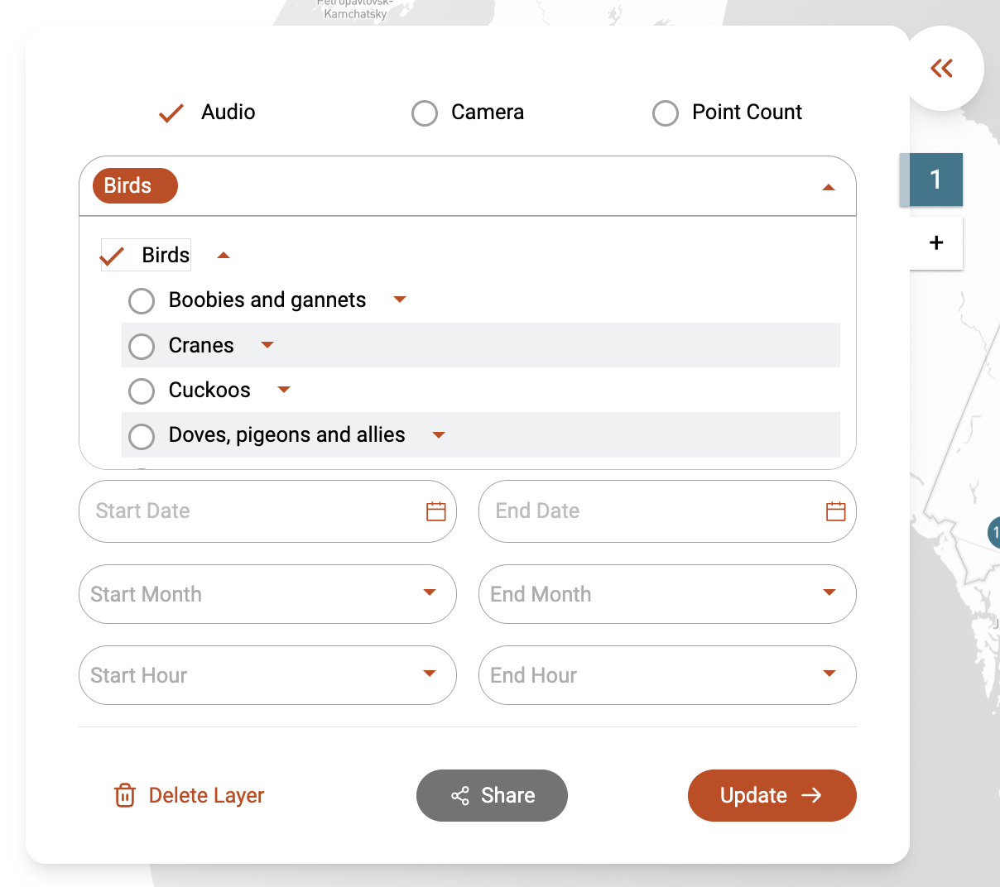 Petropavlovsk-
Kamchatsky
Audio
Camera
Point Count
Birds
1
+
Birds
Boobies and gannets
Cranes
Cuckoos
Doves, pigeons and allies
Start Date
End Date
Start Month
End Month
Start Hour
End Hour
Delete Layer
Share
Update